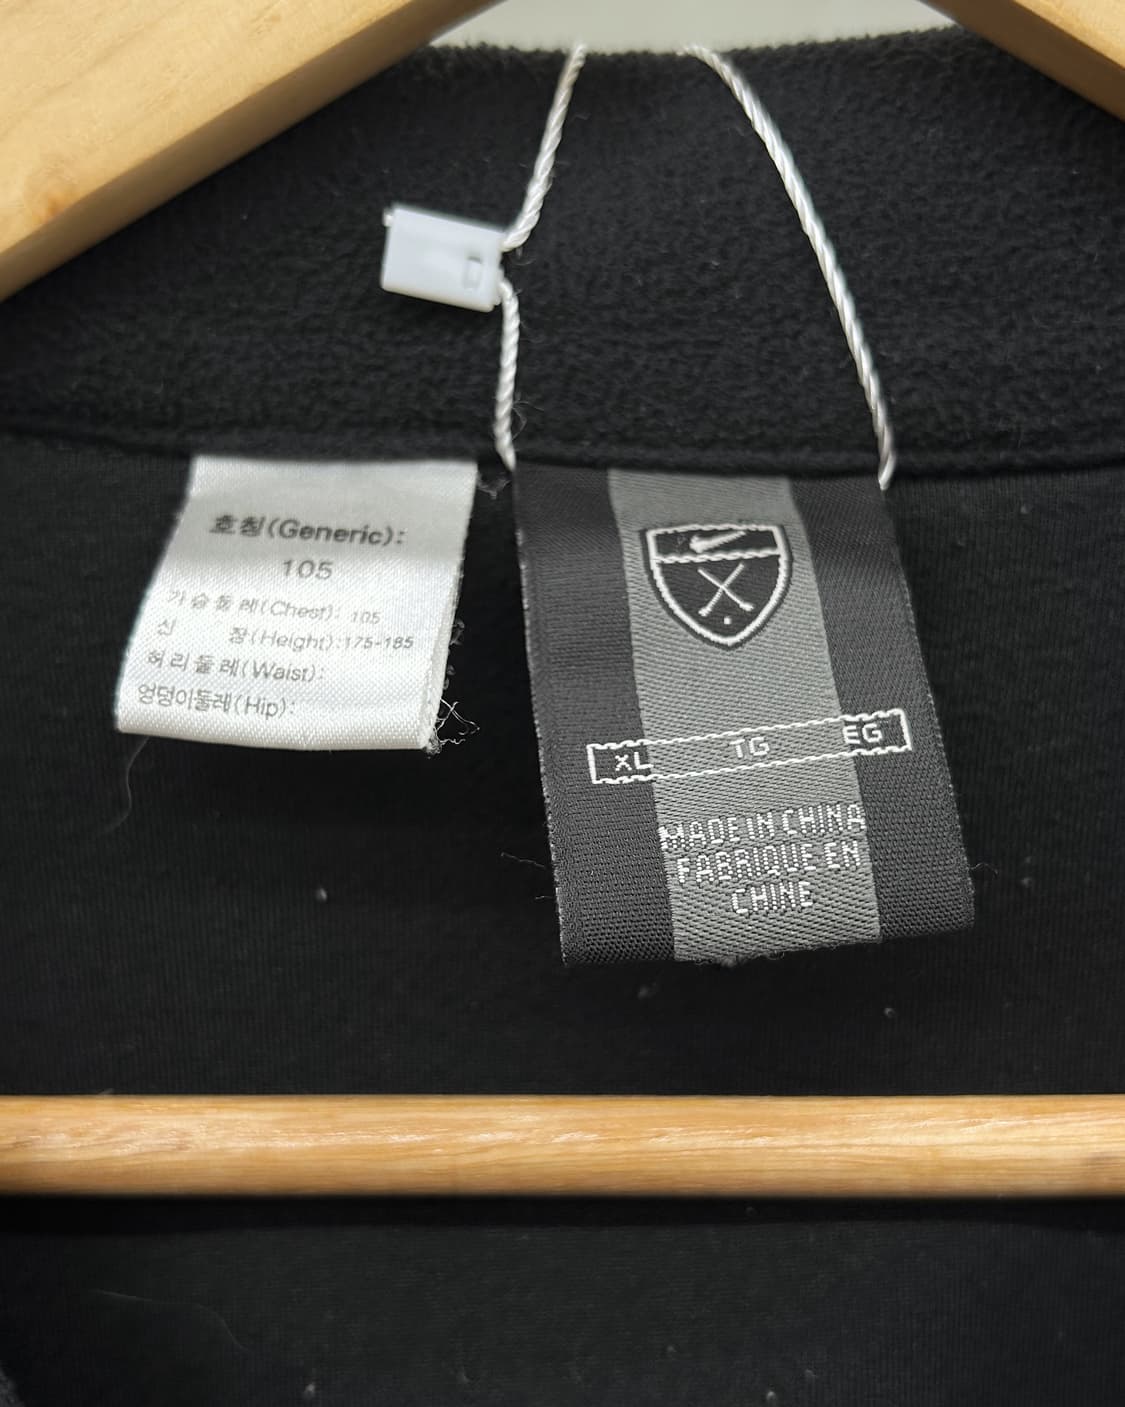 호칭(Generic):
105
가슴둘레(Chest): 105
신 장(Height):175-185
허리둘레(Waist):
엉덩이둘레(Hip):
XL TG EG
MADE IN CHINA
FABRIQUE EN
CHINE